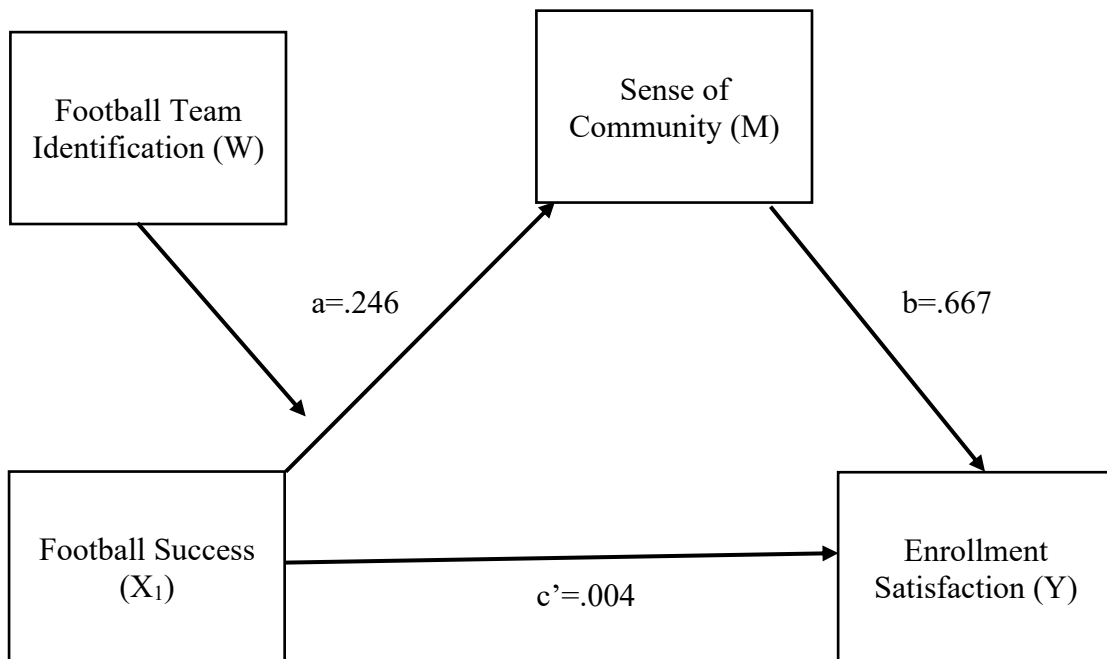 Football Team
Identification (W)
Sense of
Community (M)
a=.246
b=.667
Football Success
(X₁)
c’=.004
Enrollment
Satisfaction (Y)